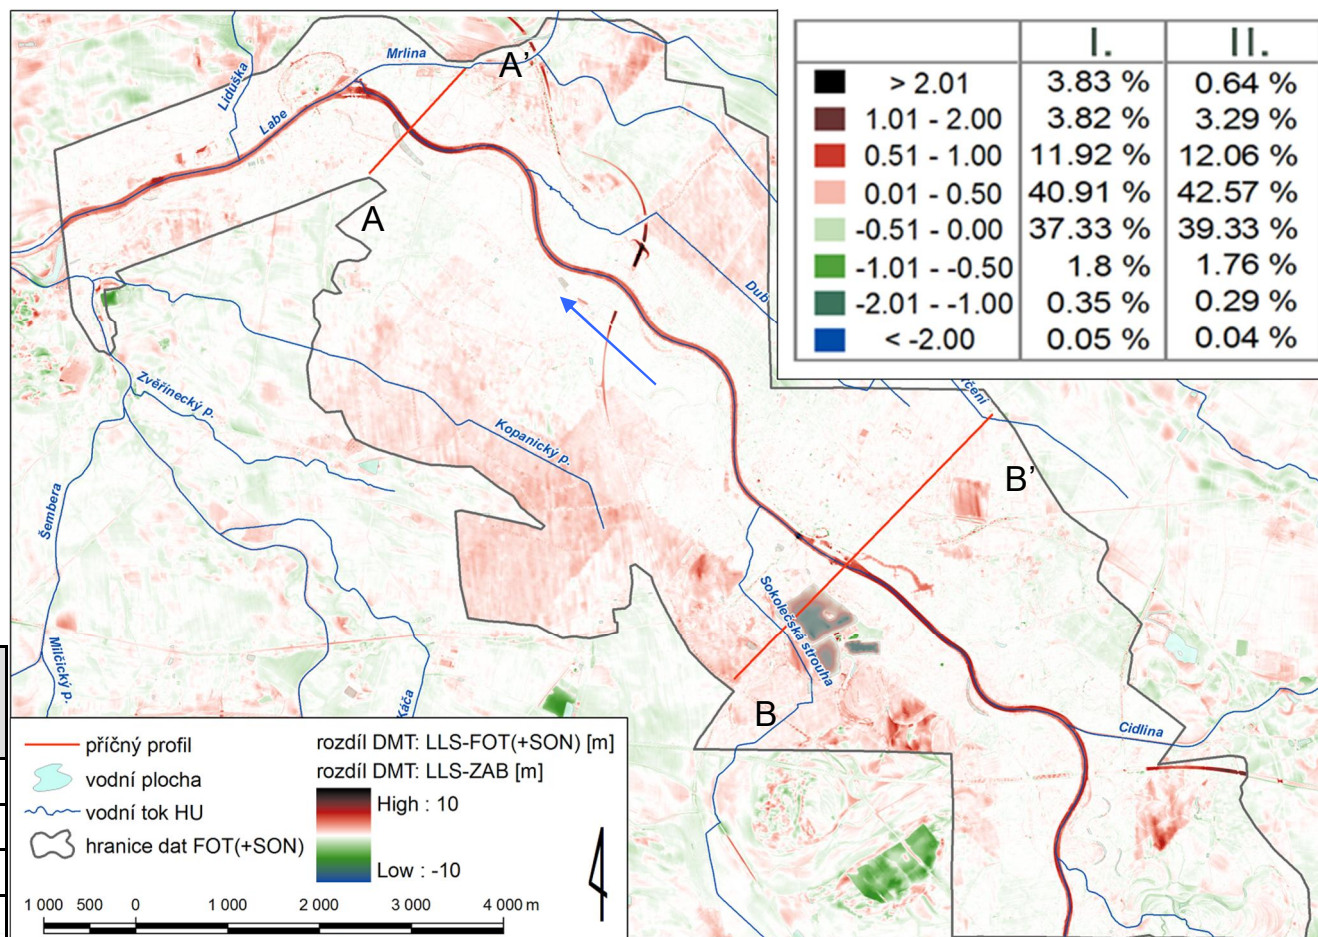 I. II.
> 2.01 3.83 % 0.64 %
1.01 - 2.00 3.82 % 3.29 %
0.51 - 1.00 11.92 % 12.06 %
0.01 - 0.50 40.91 % 42.57 %
-0.51 - 0.00 37.33 % 39.33 %
-1.01 - -0.50 1.8 % 1.76 %
-2.01 - -1.00 0.35 % 0.29 %
< -2.00 0.05 % 0.04 %
Mrlina
A'
Liduška
Labe
A
Dub
Zvěřinecký p.
Kopanický p.
B'
Šembera
Sokolečská strouha
Milčický p.
Káča
B
Cidlina
příčný profil
vodní plocha
vodní tok HU
hranice dat FOT(+SON)
rozdíl DMT: LLS-FOT(+SON) [m]
rozdíl DMT: LLS-ZAB [m]
High : 10
Low : -10
1 000 500 0 1 000 2 000 3 000 4 000 m